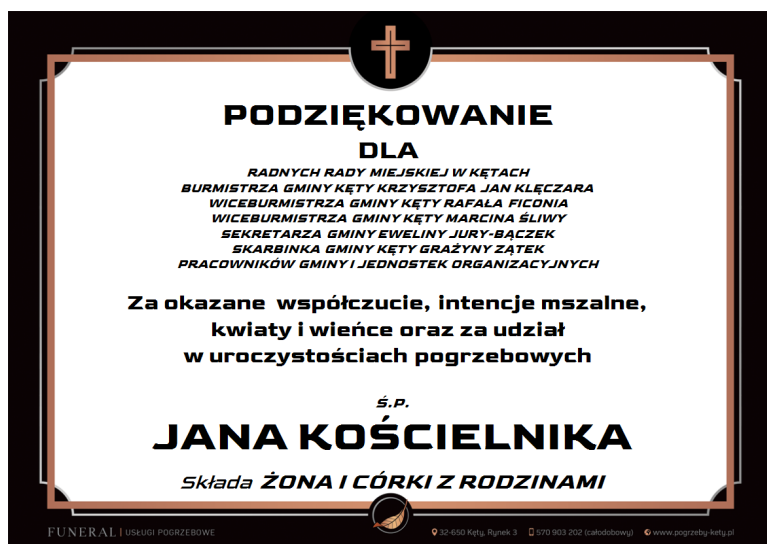 PODZIĘKOWANIE
DLA
RADNYCH RADY MIEJSKIEJ W KĘTACH
BURMISTRZA GMINY KĘTY KRZYSZTOFA JAN KLĘCZARA
WICEBURMISTRZA GMINY KĘTY RAFAŁA FICONIA
WICEBURMISTRZA GMINY KĘTY MARCINA ŚLIWY
SEKRETARZA GMINY EWELINY JURY-BĄCZEK
SKARBINKA GMINY KĘTY GRAŻYNY ZĄTEK
PRACOWNIKÓW GMINY I JEDNOSTEK ORGANIZACYJNYCH
Za okazane współczucie, intencje mszalne,
kwiaty i wieńce oraz za udział
w uroczystościach pogrzebowych
Ś.P.
JANA KOŚCIELNIKA
Składa ŻONA I CÓRKI Z RODZINAMI
FUNERAL | USŁUGI POGRZEBOWE
32-650 Kęty, Rynek 3 570 903 202 (całodobowy) www.pogrzeby-kety.pl